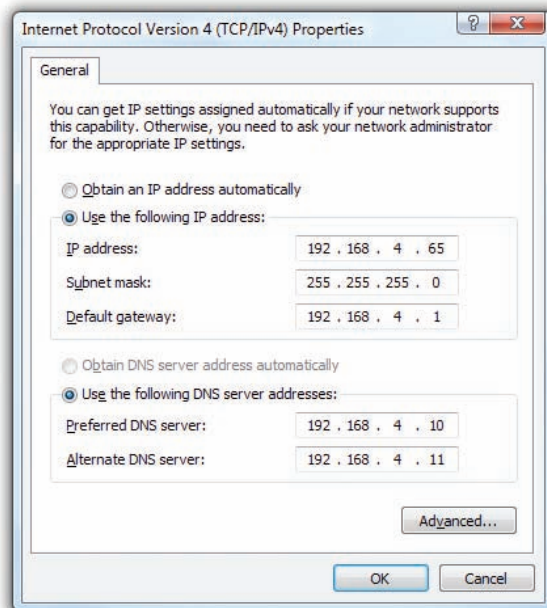 Internet Protocol Version 4 (TCP/IPv4) Properties
General
You can get IP settings assigned automatically if your network supports
this capability. Otherwise, you need to ask your network administrator
for the appropriate IP settings.
Obtain an IP address automatically
Use the following IP address:
IP address: 192 . 168 . 4 . 65
Subnet mask: 255 . 255 . 255 . 0
Default gateway: 192 . 168 . 4 . 1
Obtain DNS server address automatically
Use the following DNS server addresses:
Preferred DNS server: 192 . 168 . 4 . 10
Alternate DNS server: 192 . 168 . 4 . 11
Advanced...
OK Cancel